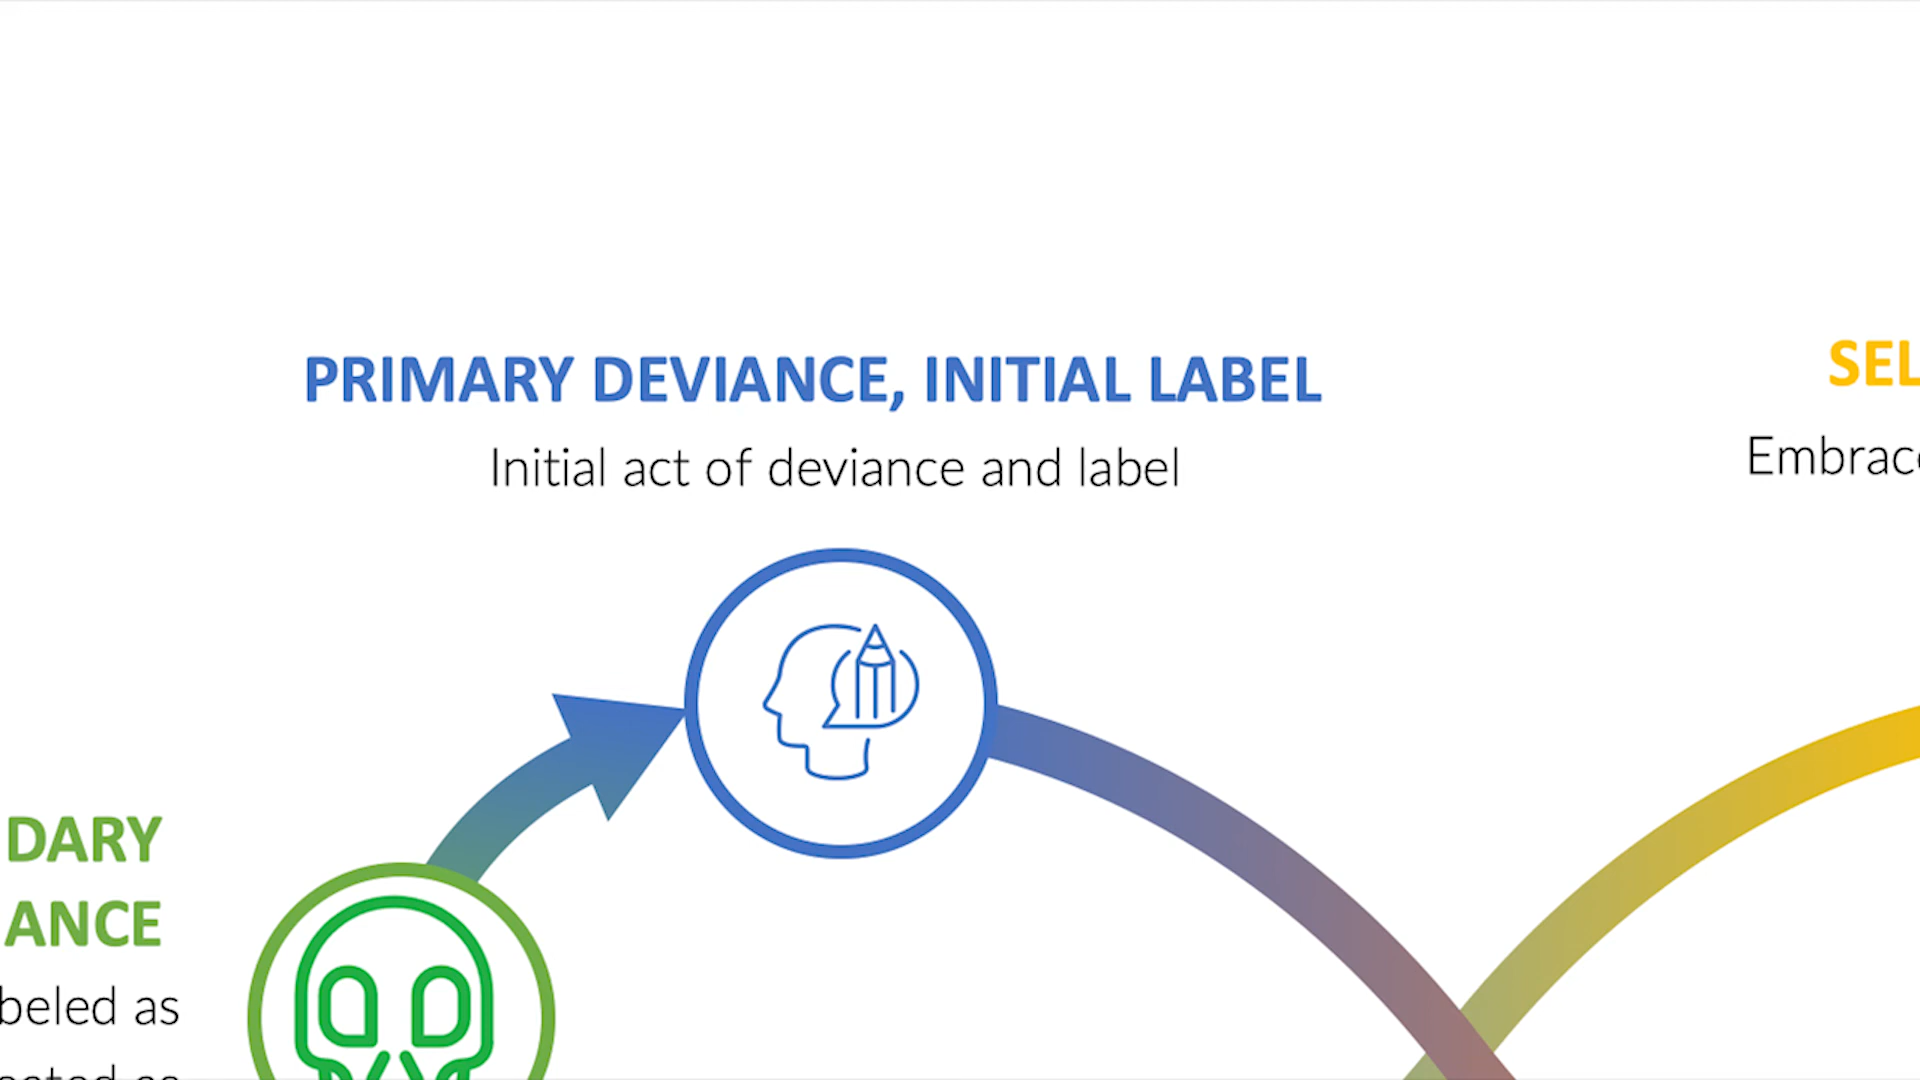 PRIMARY DEVIANCE, INITIAL LABEL
Initial act of deviance and label
SEL
Embrac
DARY
ANCE
beled as